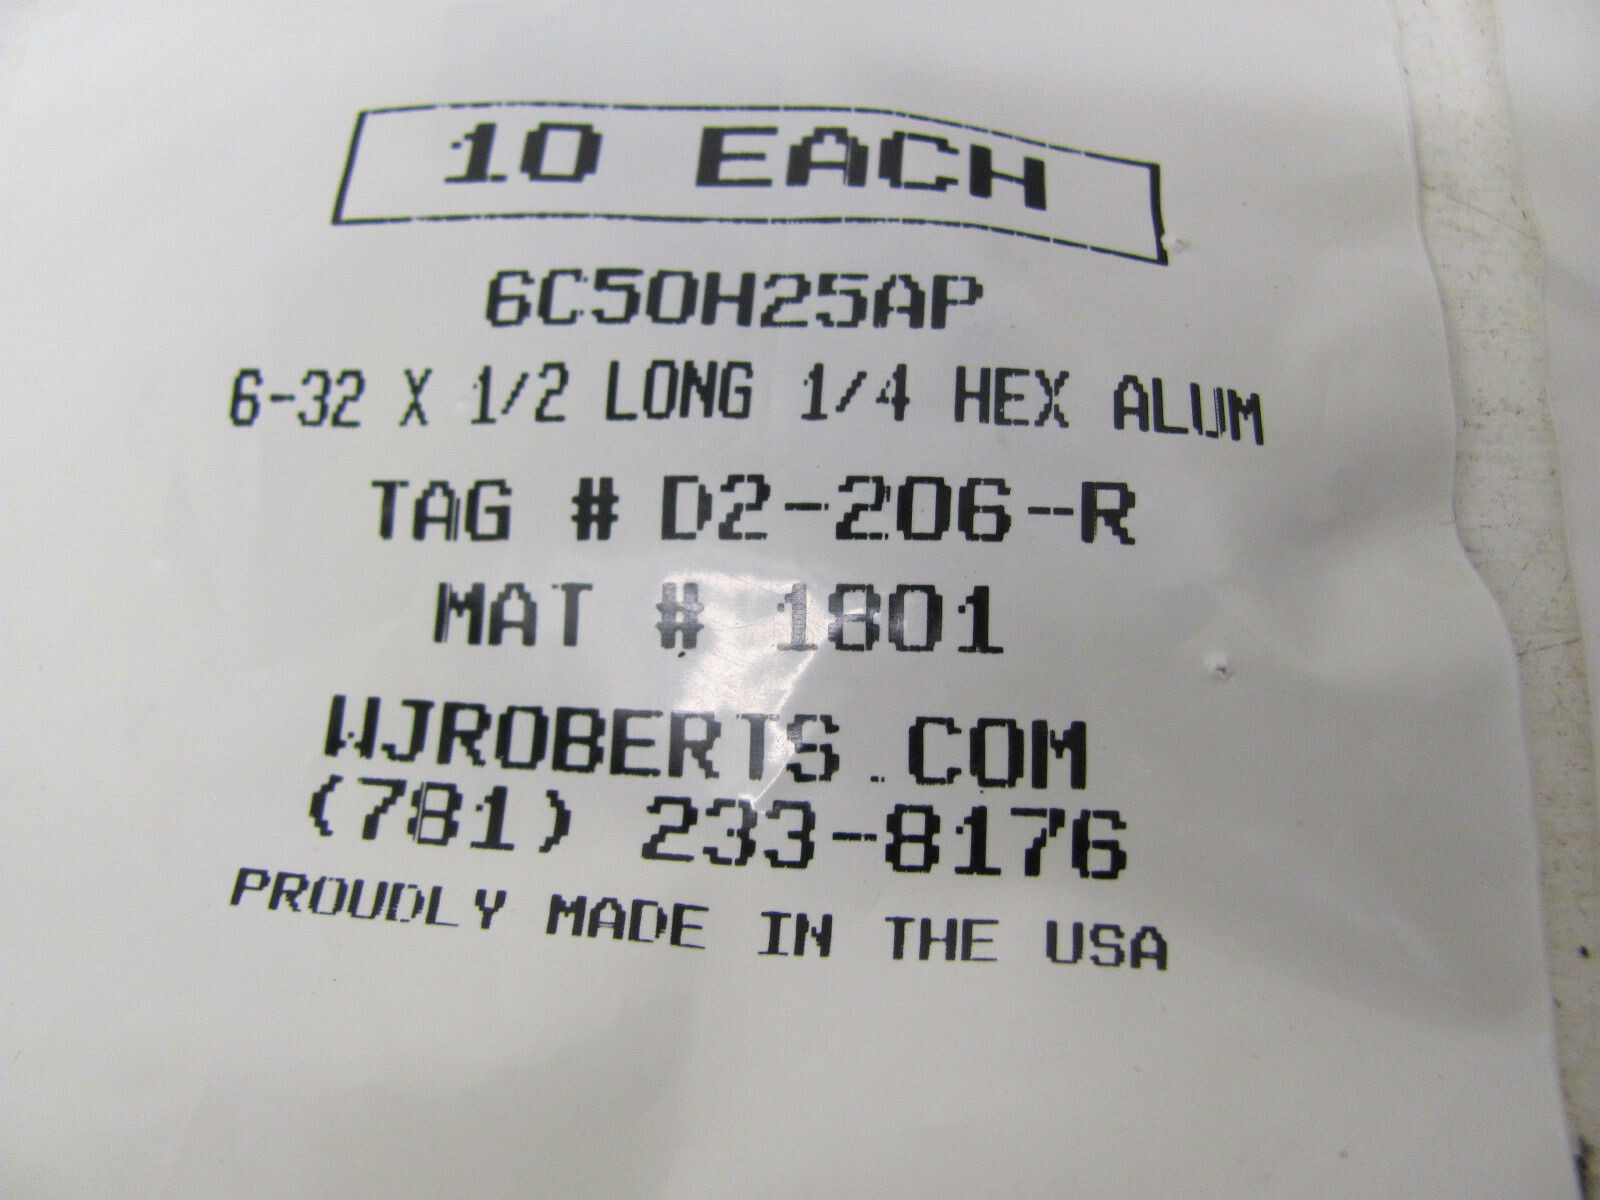 10 EACH
6C50H25AP
6-32 X 1/2 LONG 1/4 HEX ALUM
TAG # D2-206-R
MAT # 1801
WJROBERTS.COM
(781) 233-8176
PROUDLY MADE IN THE USA